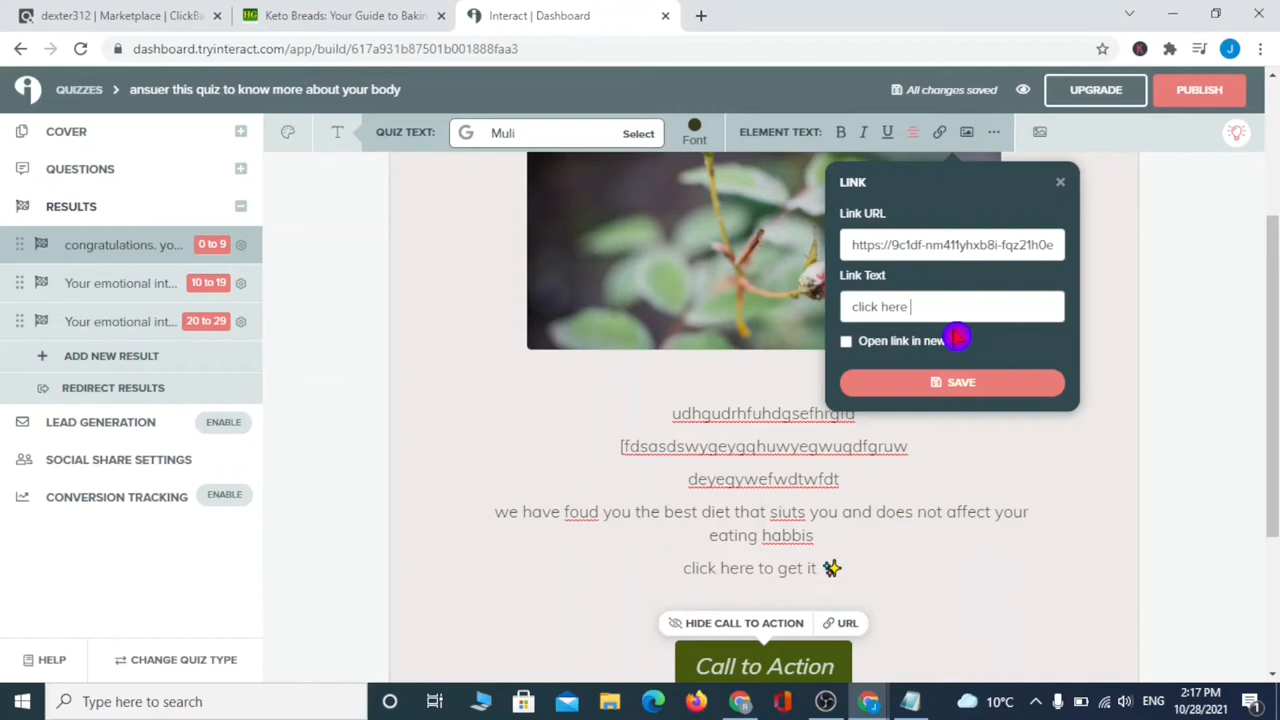 dexter312 | Marketplace | ClickBa
Keto Breads: Your Guide to Bakin
Interact | Dashboard
dashboard.tryinteract.com/app/build/617a931b87501b001888faa3
QUIZZES
ansuer this quiz to know more about your body
All changes saved
UPGRADE
PUBLISH
COVER
QUIZ TEXT:
G
Muli
Select
Font
ELEMENT TEXT:
B I U
QUESTIONS
RESULTS
congratulations. yo...
0 to 9
Your emotional int...
10 to 19
Your emotional int...
20 to 29
ADD NEW RESULT
REDIRECT RESULTS
LEAD GENERATION
ENABLE
SOCIAL SHARE SETTINGS
CONVERSION TRACKING
ENABLE
HELP
CHANGE QUIZ TYPE
LINK
Link URL
https://9c1df-nm411yhxb8i-fqz21h0e
Link Text
click here
Open link in new
SAVE
udhgudrhfuhdgsefhrgfd
[fdsasdswygeygqhuwyegwuqdfgruw
deyegywefwdtwfdt
we have foud you the best diet that siuts you and does not affect your
eating habbis
click here to get it
HIDE CALL TO ACTION
URL
Call to Action
Type here to search
10°C
ENG
2:17 PM
10/28/2021